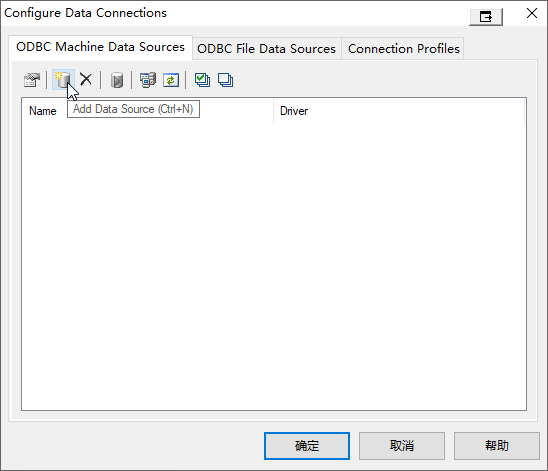 Configure Data Connections
ODBC Machine Data Sources ODBC File Data Sources Connection Profiles
Name Driver
Add Data Source (Ctrl+N)
确定 取消 帮助